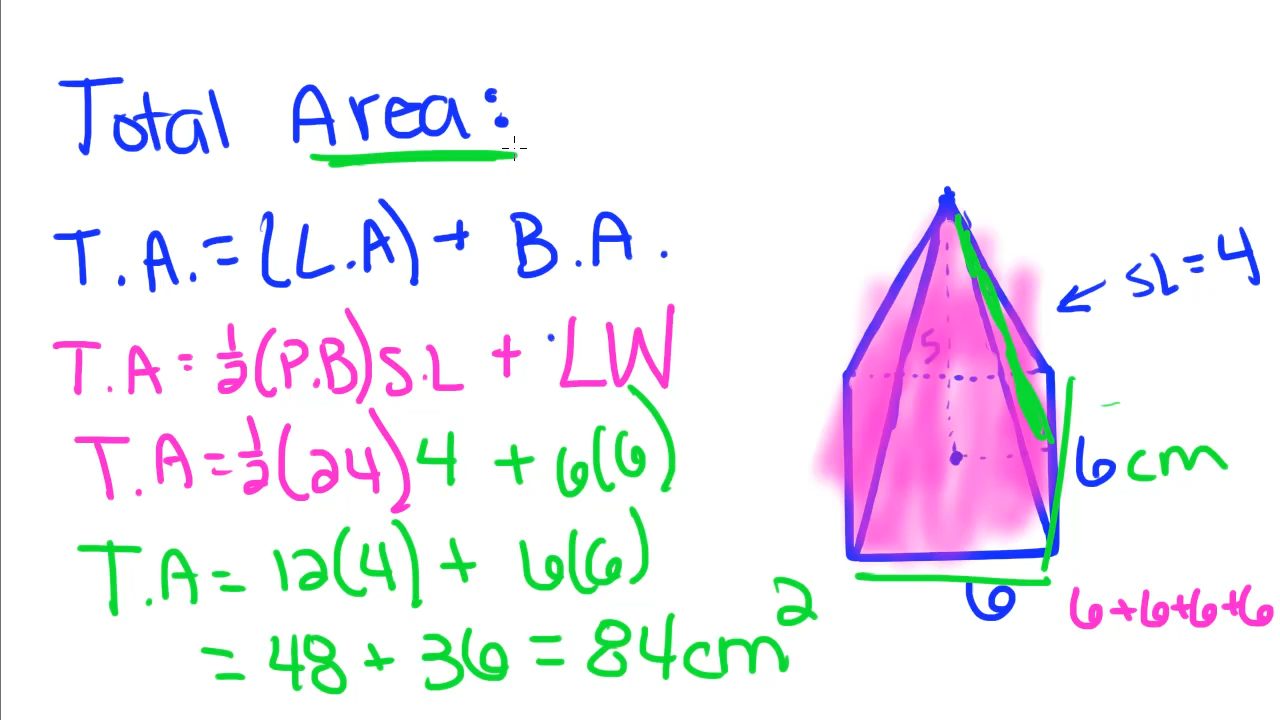 Total Area:
T.A. = (L.A) + B.A.
T.A = 1/2 (P.B) S.L + · LW
T.A = 1/2 (24) 4 + 6(6)
T.A = 12(4) + 6(6)
= 48 + 36 = 84cm²
SL = 4
5
6cm
6
6+6+6+6